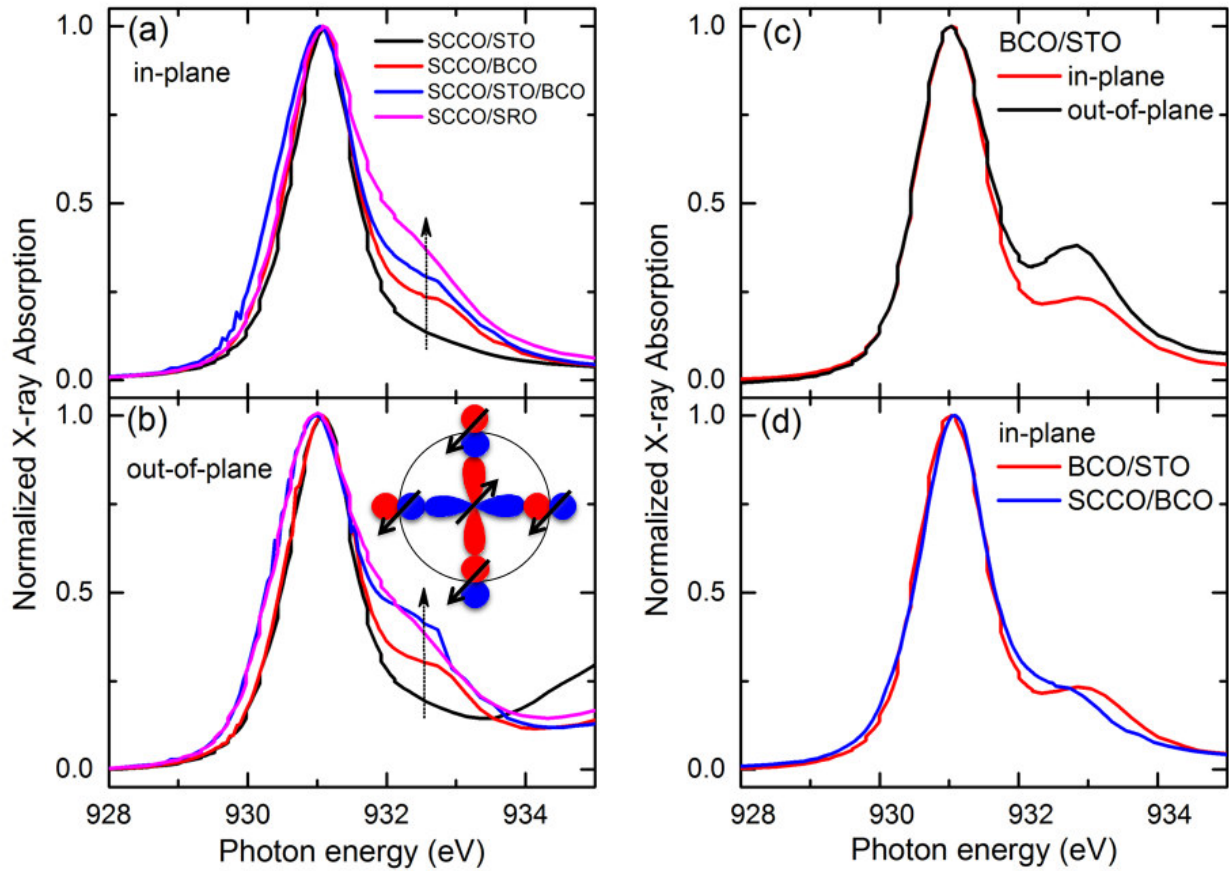 (a)
in-plane
SCCO/STO
SCCO/BCO
SCCO/STO/BCO
SCCO/SRO
1.0
0.5
0.0
(b)
out-of-plane
1.0
0.5
0.0
928
930
932
934
Photon energy (eV)
Normalized X-ray Absorption
(c)
BCO/STO
in-plane
out-of-plane
1.0
0.5
0.0
(d)
in-plane
BCO/STO
SCCO/BCO
1.0
0.5
0.0
928
930
932
934
Photon energy (eV)
Normalized X-ray Absorption